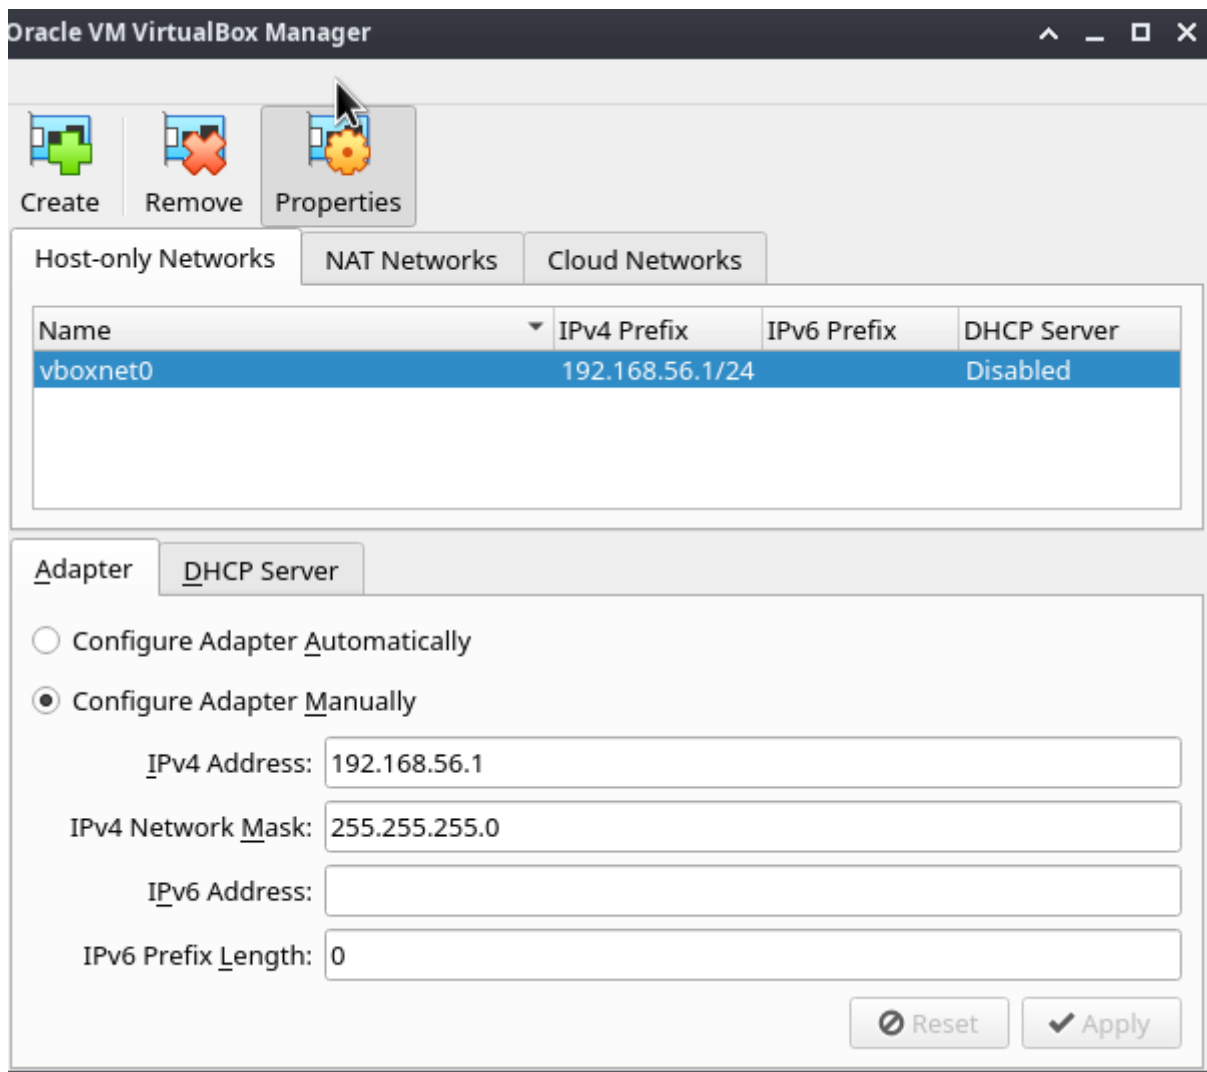 Oracle VM VirtualBox Manager
Create Remove Properties
Host-only Networks NAT Networks Cloud Networks
Name IPv4 Prefix IPv6 Prefix DHCP Server
vboxnet0 192.168.56.1/24 Disabled
Adapter DHCP Server
Configure Adapter Automatically
Configure Adapter Manually
IPv4 Address: 192.168.56.1
IPv4 Network Mask: 255.255.255.0
IPv6 Address:
IPv6 Prefix Length: 0
Reset Apply